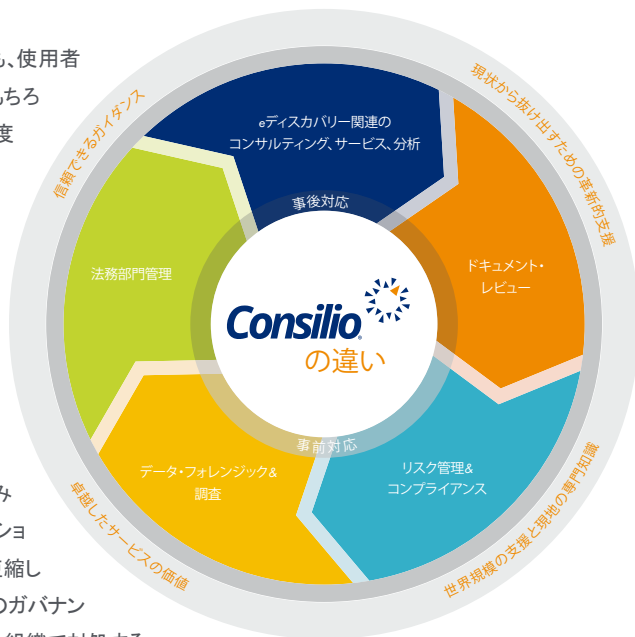 、使用者
ちろ
度
信頼できるガイダンス
現状から抜け出すための革新的支援
eディスカバリー関連の
コンサルティング、サービス、分析
事後対応
法務部門管理
ドキュメント・
レビュー
Consilio
の違い
事前対応
データ・フォレンジック&
調査
リスク管理&
コンプライアンス
卓越したサービスの価値
世界規模の支援と現地の専門知識
み
ショ
縮し
のガバナン
組織で対処する